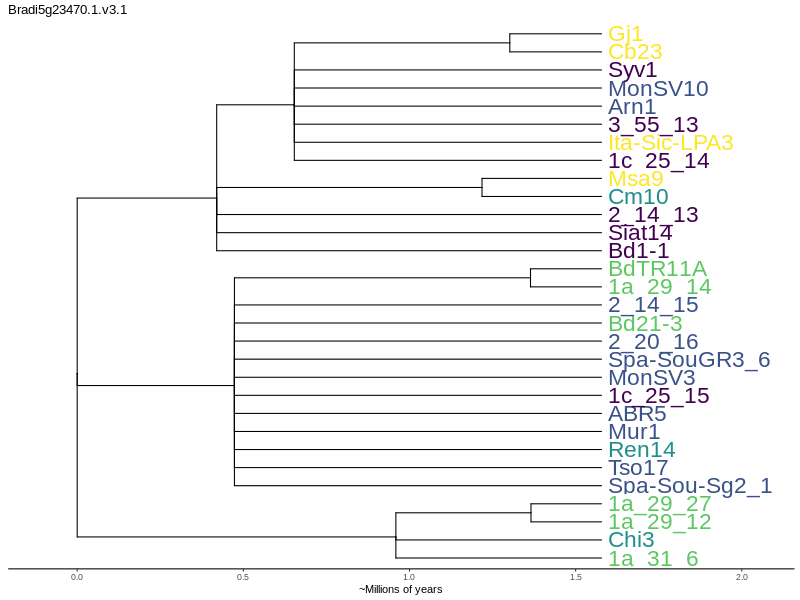 Bradi5g23470.1.v3.1
Gj1
Cb23
Syv1
MonSV10
Arn1
3_55_13
Ita-Sic-LPA3
1c_25_14
Msa9
Cm10
2_14_13
Siat14
Bd1-1
BdTR11A
1a_29_14
2_14_15
Bd21-3
2_20_16
Spa-SouGR3_6
MonSV3
1c_25_15
ABR5
Mur1
Ren14
Tso17
Spa-Sou-Sg2_1
1a_29_27
1a_29_12
Chi3
1a_31_6
0.0 0.5 1.0 1.5 2.0
~Millions of years